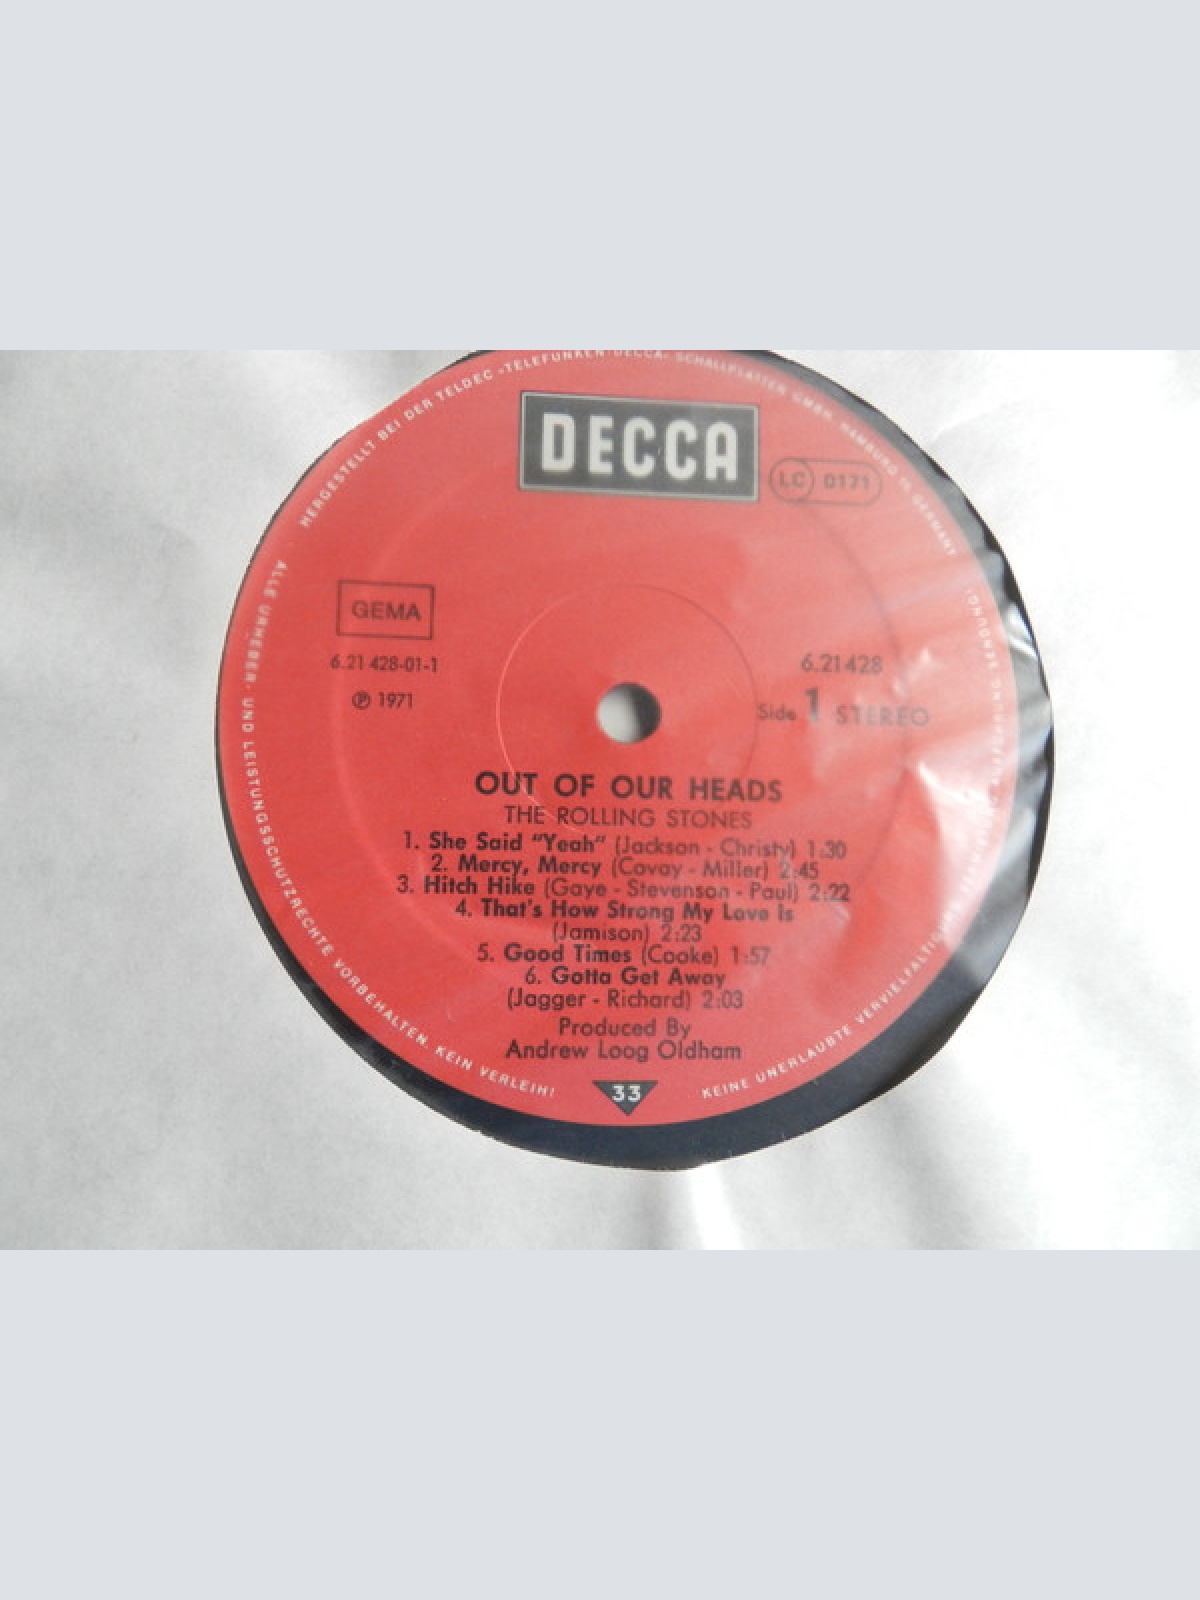 HERGESTELLT BEI DER TELDEC »TELEFUNKEN-DECCA« SCHALLPLATTEN GMBH · HAMBURG IN GERMANY
DECCA
LC 0171
GEMA
6.21 428-01-1
℗ 1971
6.21428
Side 1 STEREO
OUT OF OUR HEADS
THE ROLLING STONES
1. She Said "Yeah" (Jackson - Christy) 1:30
2. Mercy, Mercy (Covay - Miller) 2:45
3. Hitch Hike (Gaye - Stevenson - Paul) 2:22
4. That's How Strong My Love Is
(Jamison) 2:23
5. Good Times (Cooke) 1:57
6. Gotta Get Away
(Jagger - Richard) 2:03
Produced By
Andrew Loog Oldham
33
ALLE URHEBER- UND LEISTUNGSSCHUTZRECHTE VORBEHALTEN. KEIN VERLEIH!
KEINE UNERLAUBTE SENDUNG!